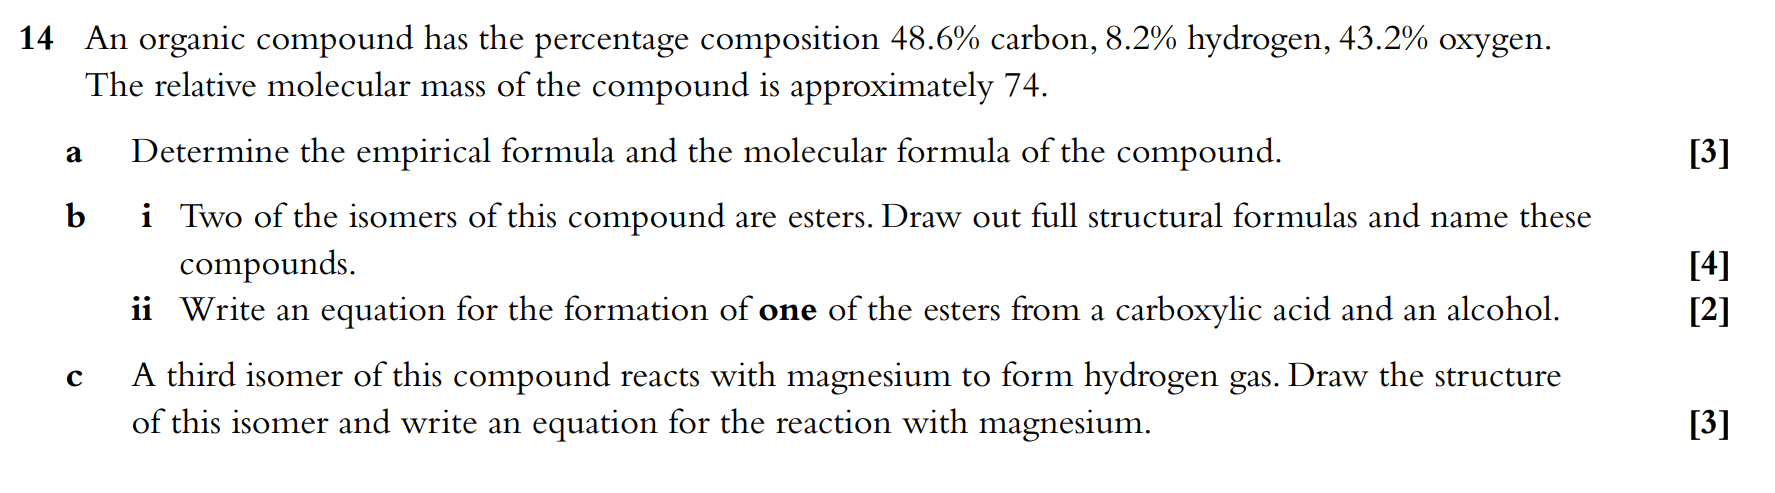 14 An organic compound has the percentage composition 48.6% carbon, 8.2% hydrogen, 43.2% oxygen.
The relative molecular mass of the compound is approximately 74.
a Determine the empirical formula and the molecular formula of the compound. [3]
b i Two of the isomers of this compound are esters. Draw out full structural formulas and name these
compounds. [4]
ii Write an equation for the formation of one of the esters from a carboxylic acid and an alcohol. [2]
c A third isomer of this compound reacts with magnesium to form hydrogen gas. Draw the structure
of this isomer and write an equation for the reaction with magnesium. [3]